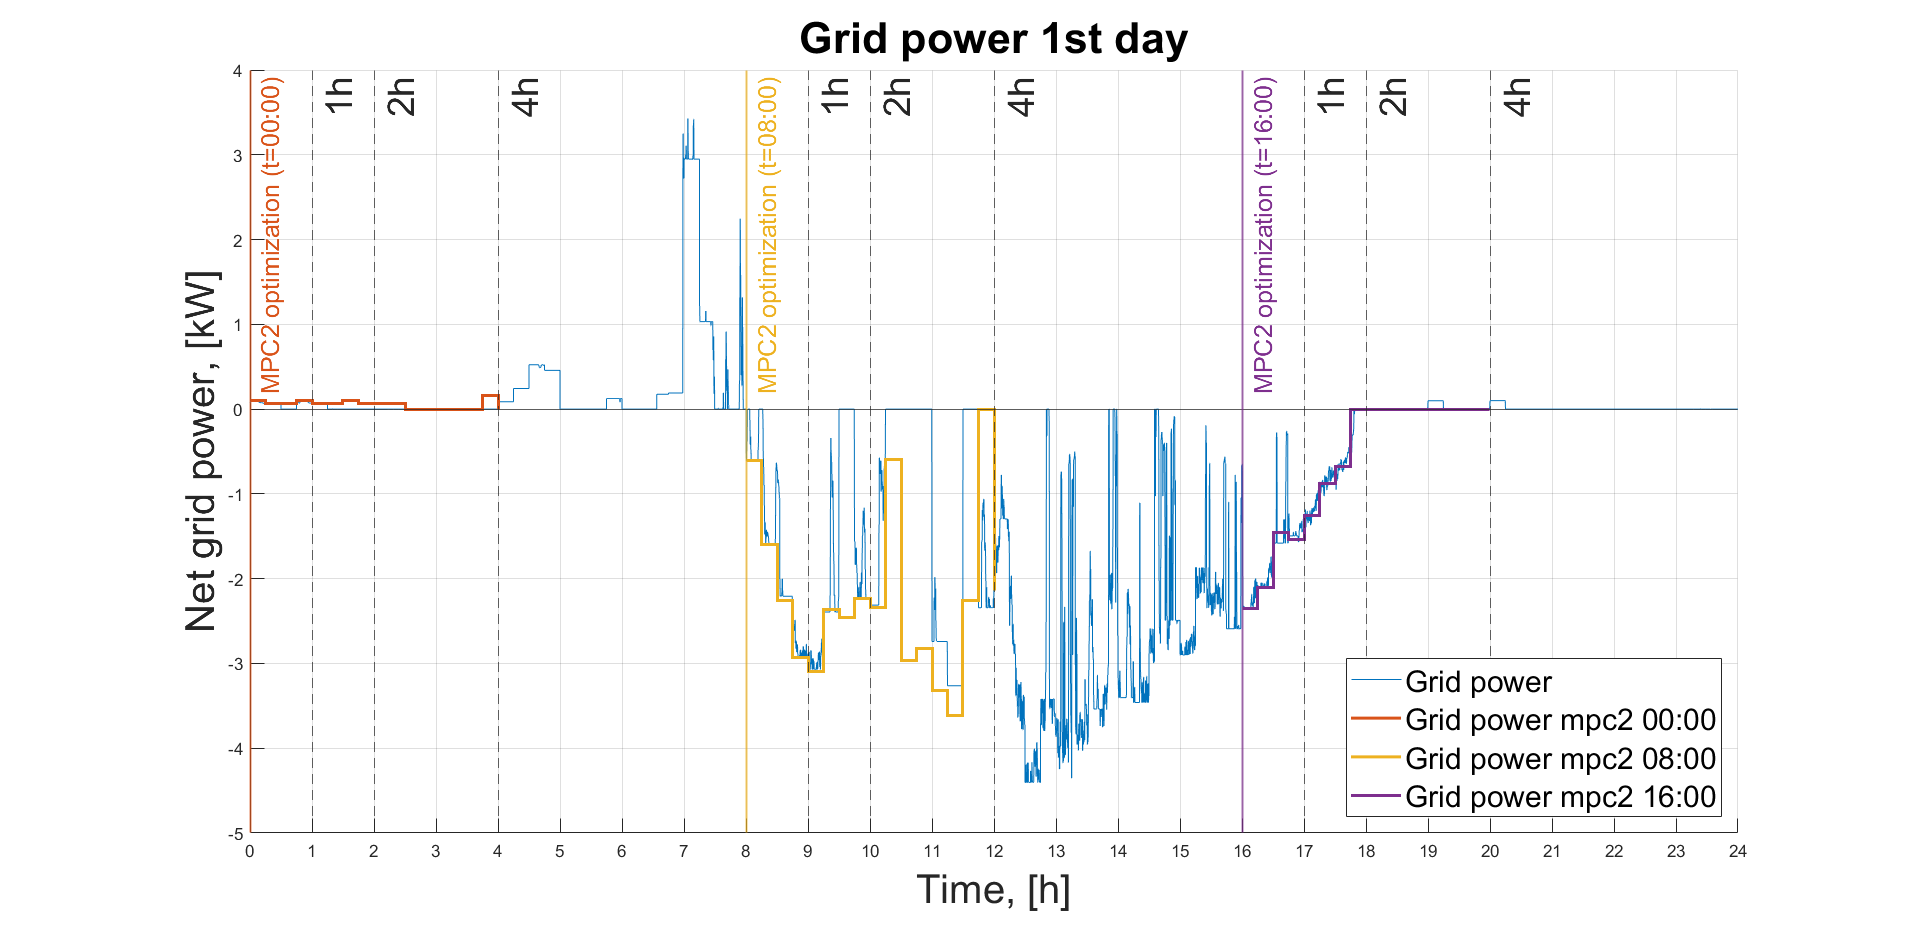 Grid power 1st day
Net grid power, [kW]
4
3
2
1
0
-1
-2
-3
-4
-5
MPC2 optimization (t=00:00)
1h
2h
4h
MPC2 optimization (t=08:00)
1h
2h
4h
MPC2 optimization (t=16:00)
1h
2h
4h
Grid power
Grid power mpc2 00:00
Grid power mpc2 08:00
Grid power mpc2 16:00
0 1 2 3 4 5 6 7 8 9 10 11 12 13 14 15 16 17 18 19 20 21 22 23 24
Time, [h]